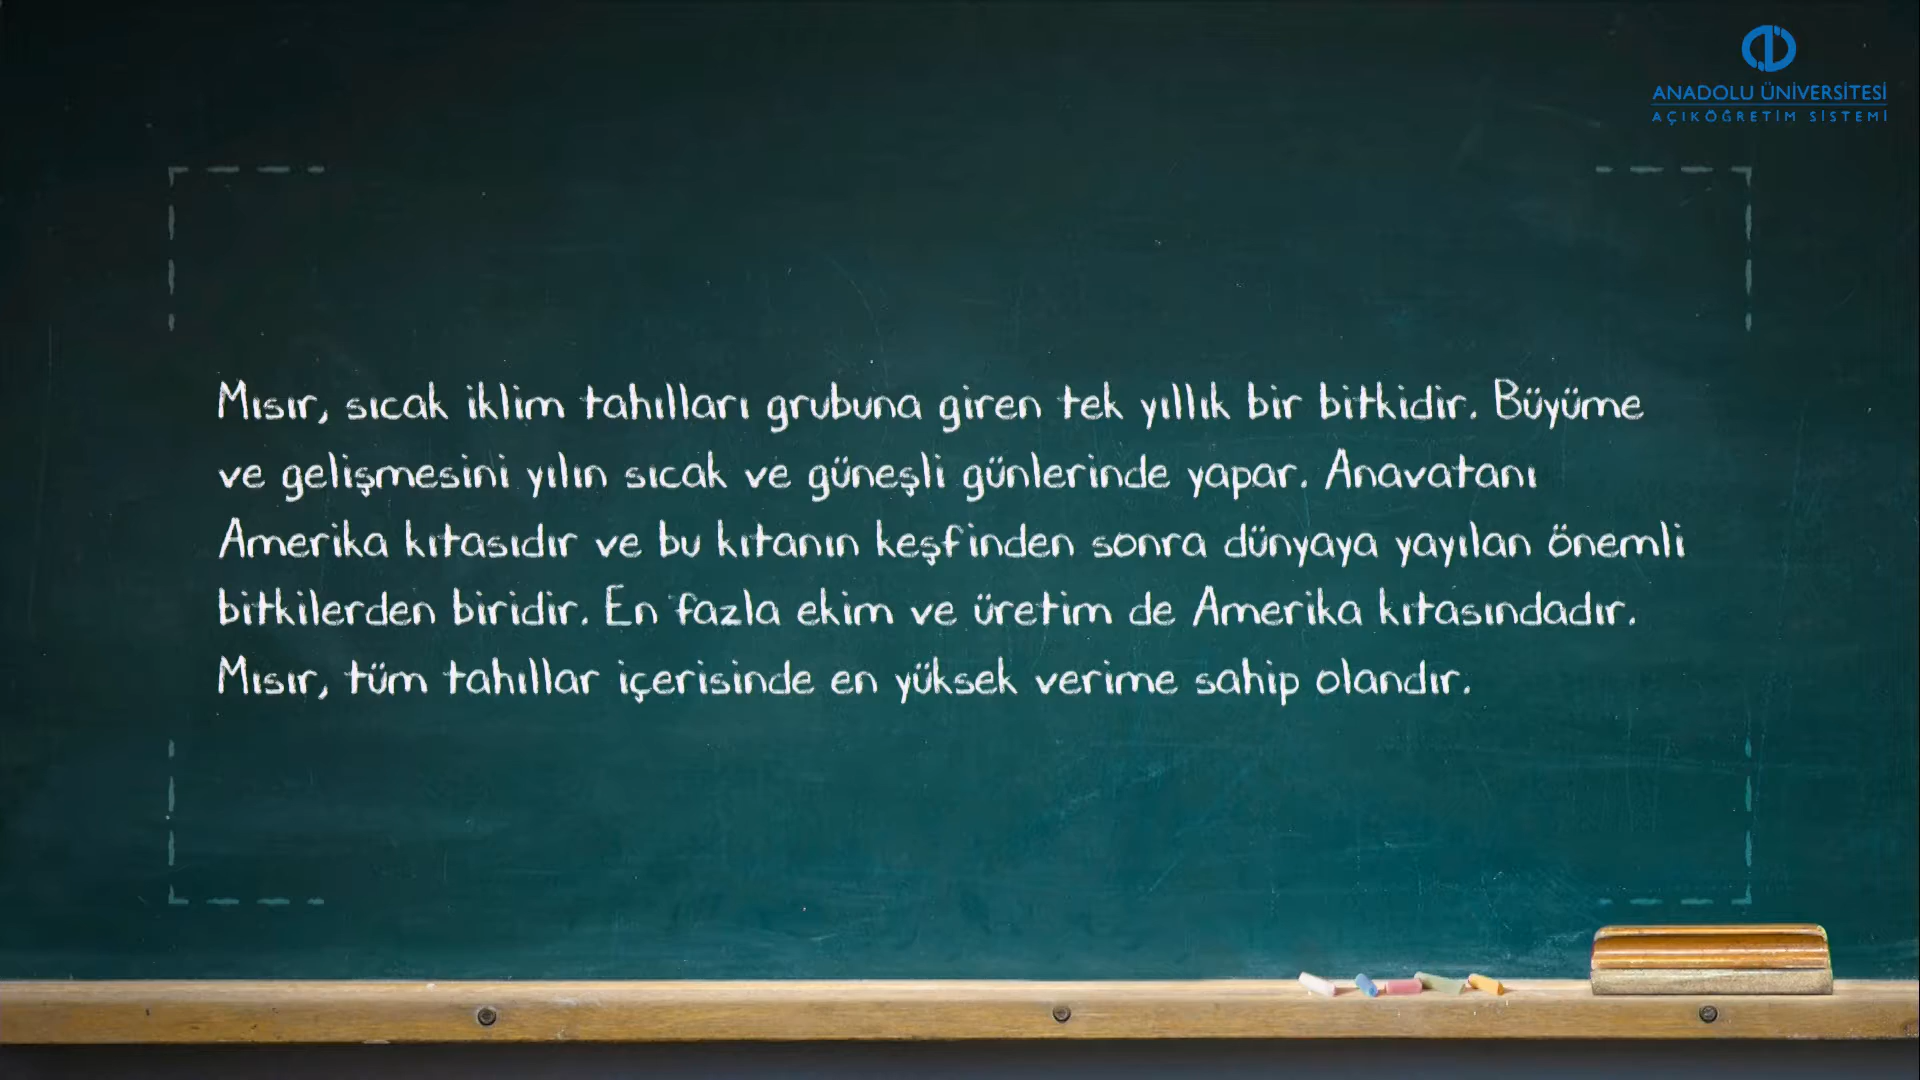 ANADOLU ÜNİVERSİTESİ
AÇIKÖĞRETİM SİSTEMİ
Mısır, sıcak iklim tahılları grubuna giren tek yıllık bir bitkidir. Büyüme
ve gelişmesini yılın sıcak ve güneşli günlerinde yapar. Anavatanı
Amerika kıtasıdır ve bu kıtanın keşfinden sonra dünyaya yayılan önemli
bitkilerden biridir. En fazla ekim ve üretim de Amerika kıtasındadır.
Mısır, tüm tahıllar içerisinde en yüksek verime sahip olandır.